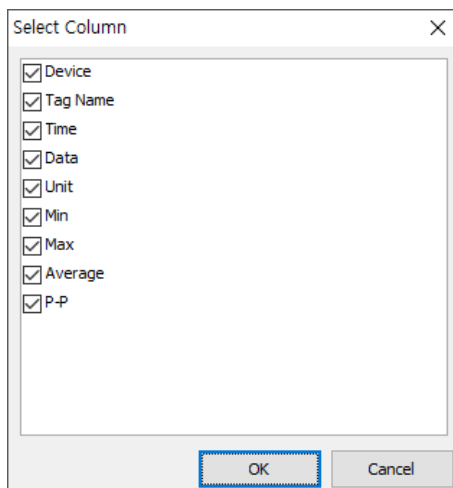 Select Column
Device
Tag Name
Time
Data
Unit
Min
Max
Average
P-P
OK Cancel